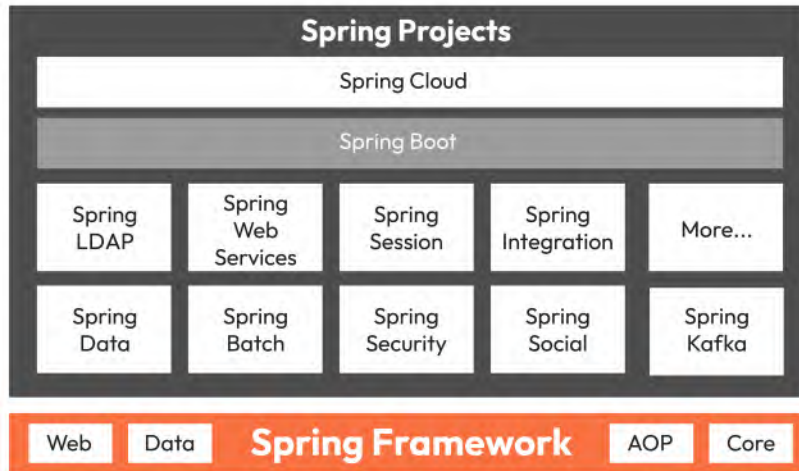 Spring Projects
Spring Cloud
Spring Boot
Spring
LDAP
Spring
Web
Services
Spring
Session
Spring
Integration
More...
Spring
Data
Spring
Batch
Spring
Security
Spring
Social
Spring
Kafka
Web
Data
Spring Framework
AOP
Core